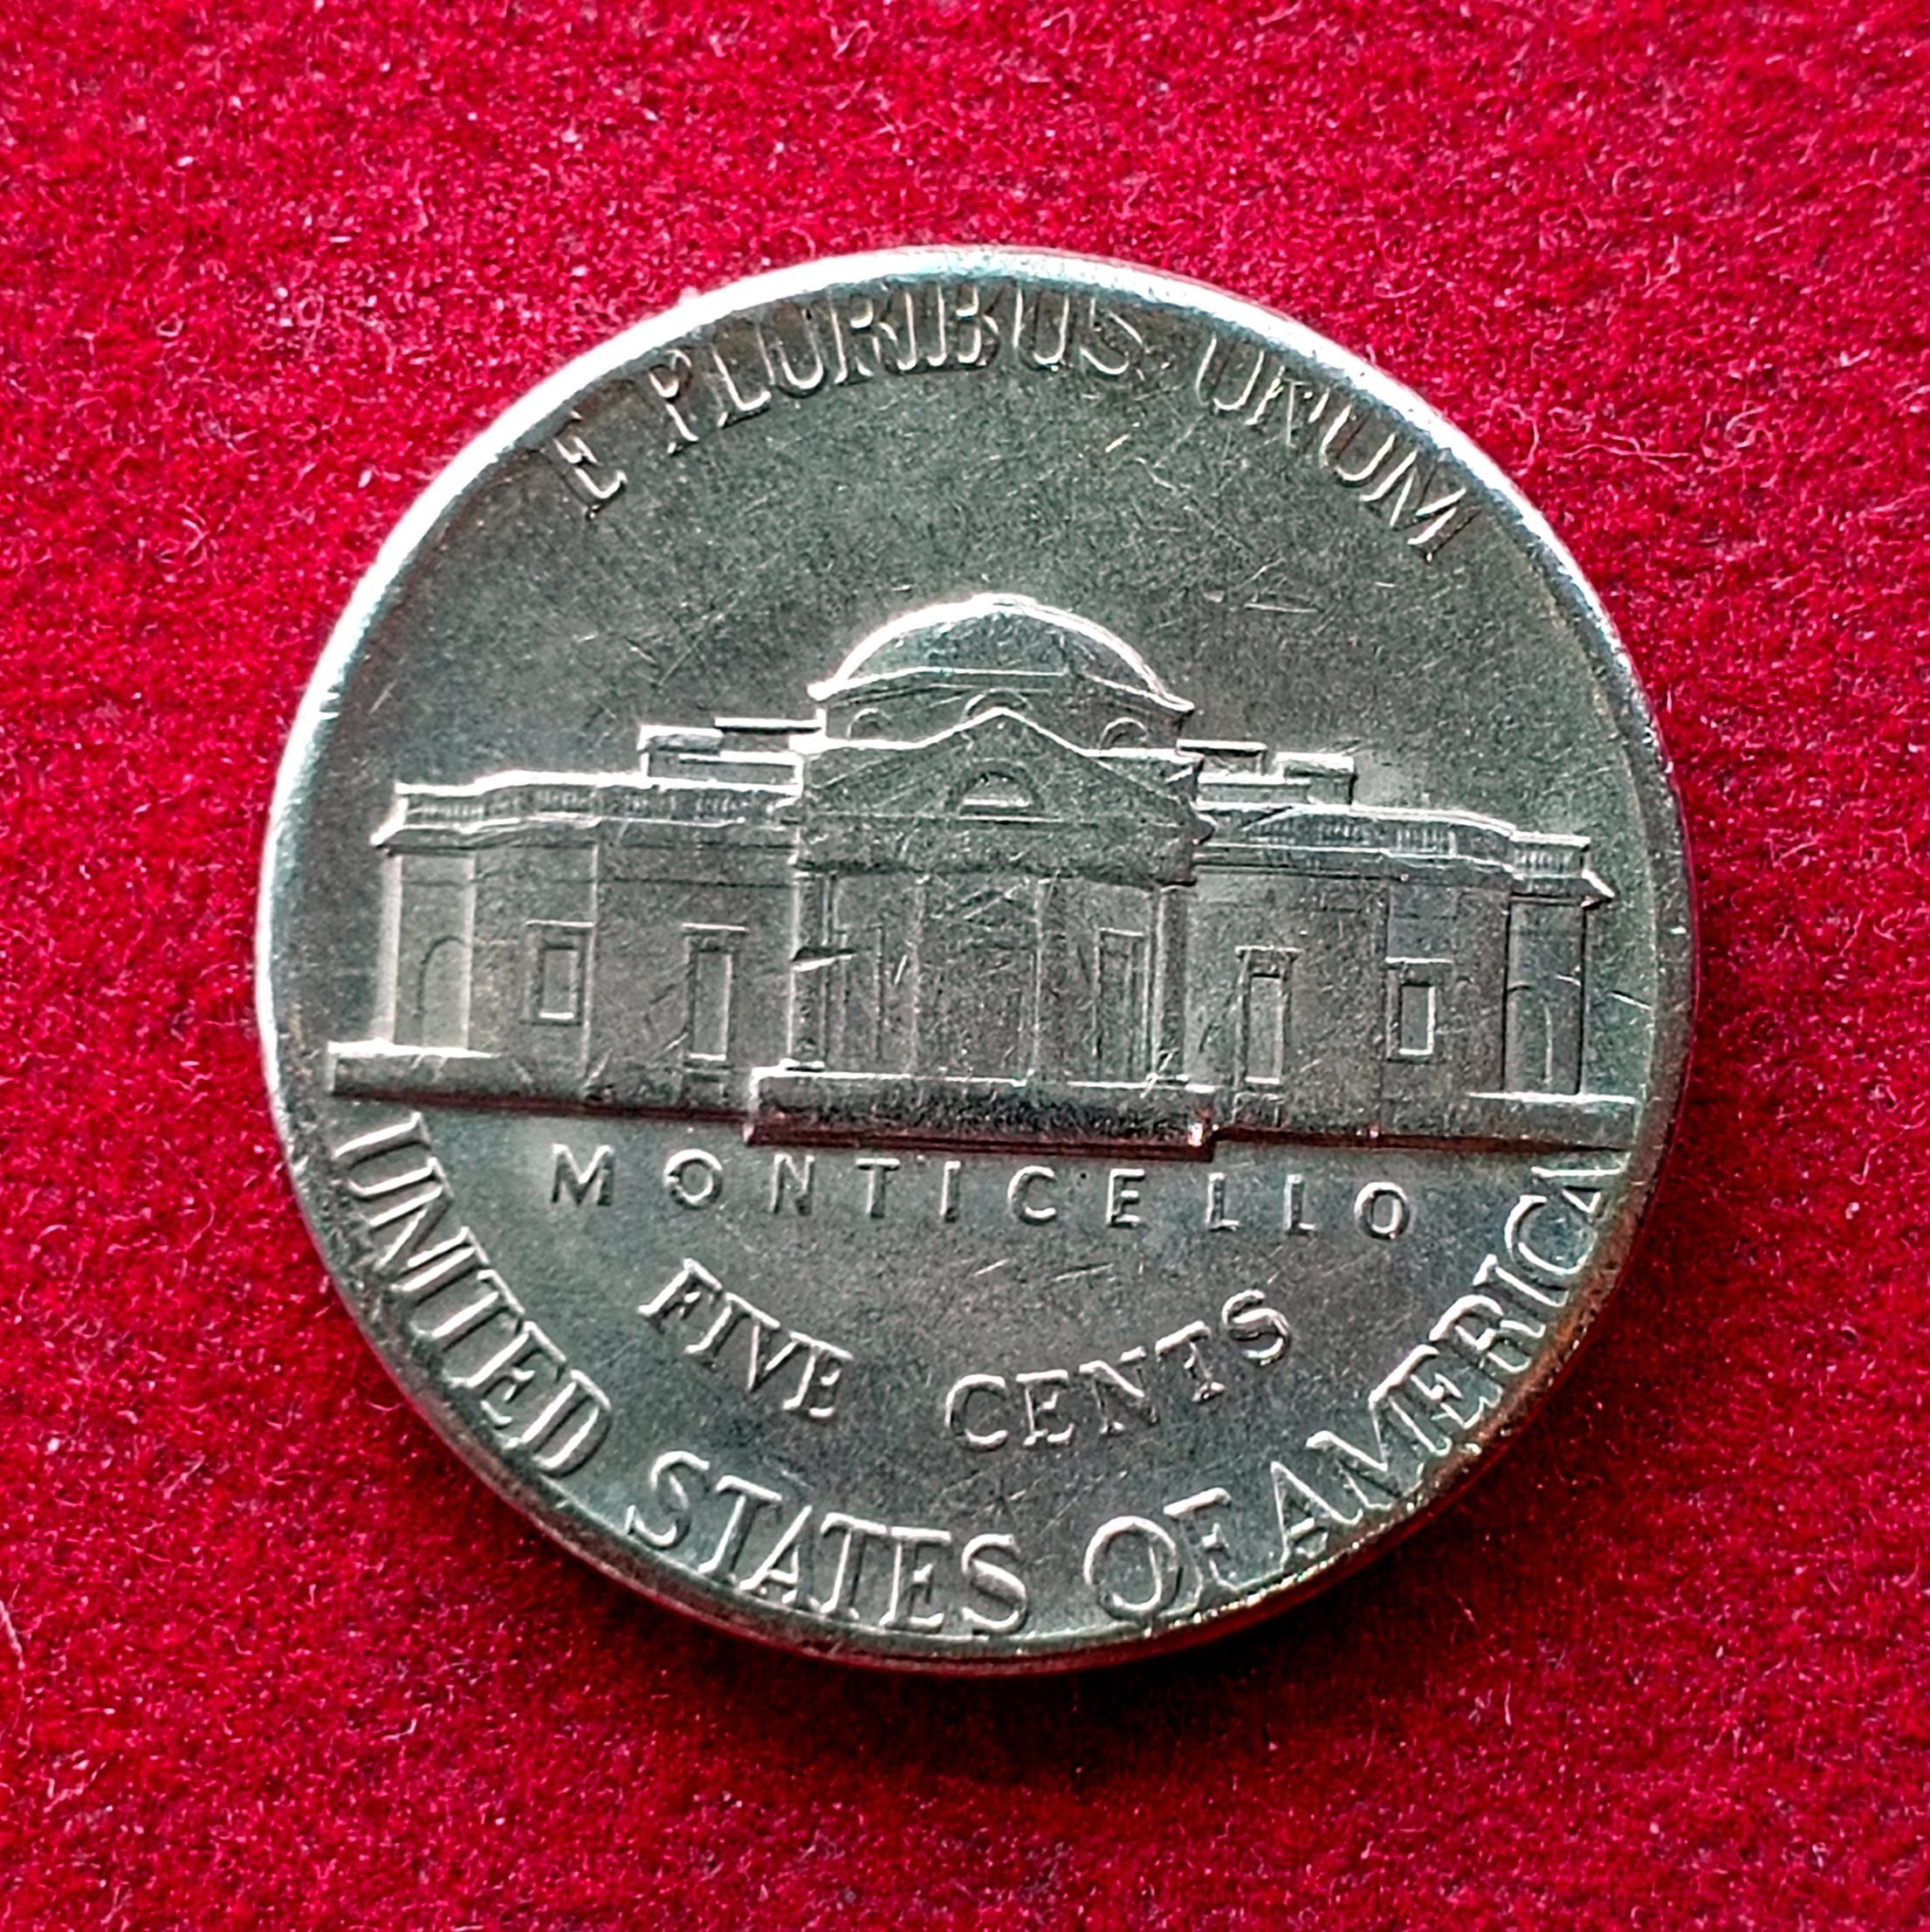 E PLURIBUS UNUM
MONTICELLO
FIVE CENTS
UNITED STATES OF AMERICA